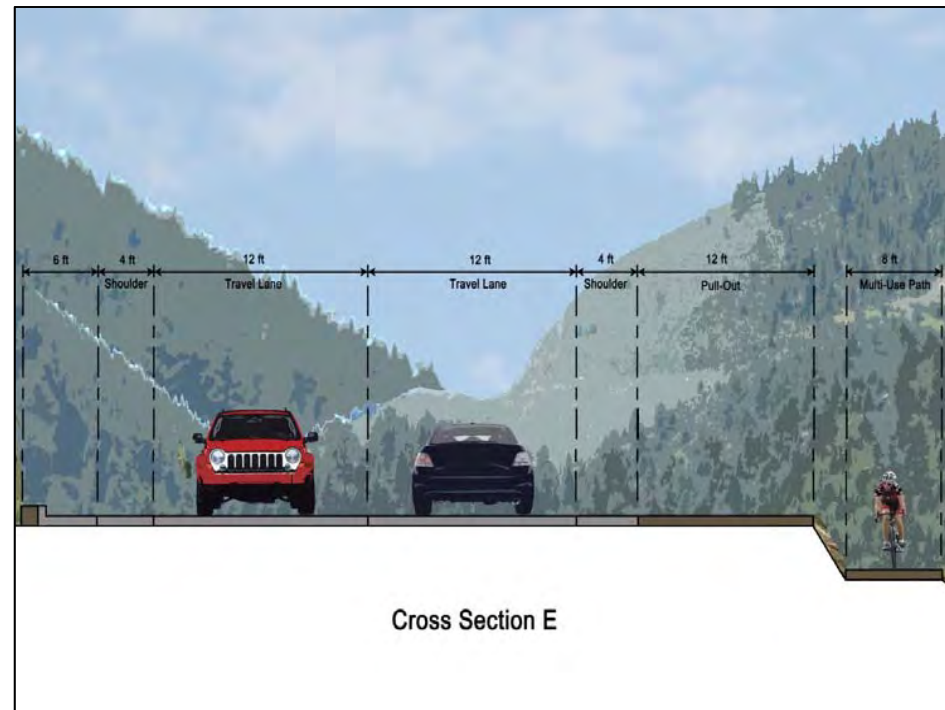 6 ft 4 ft 12 ft 12 ft 4 ft 12 ft 8 ft
Shoulder Travel Lane Travel Lane Shoulder Pull-Out Multi-Use Path
Cross Section E